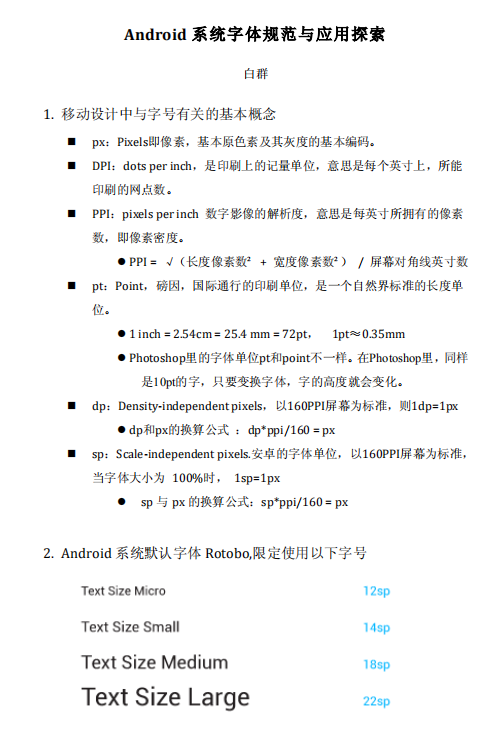 Android 系统字体规范与应用探索
白群
1. 移动设计中与字号有关的基本概念
■ px：Pixels即像素，基本原色素及其灰度的基本编码。
■ DPI：dots per inch，是印刷上的记量单位，意思是每个英寸上，所能
印刷的网点数。
■ PPI：pixels per inch 数字影像的解析度，意思是每英寸所拥有的像素
数，即像素密度。
● PPI = √（长度像素数² + 宽度像素数²） / 屏幕对角线英寸数
■ pt：Point，磅因，国际通行的印刷单位，是一个自然界标准的长度单
位。
● 1 inch = 2.54cm = 25.4 mm = 72pt， 1pt≈0.35mm
● Photoshop里的字体单位pt和point不一样。在Photoshop里，同样
是10pt的字，只要变换字体，字的高度就会变化。
■ dp：Density-independent pixels，以160PPI屏幕为标准，则1dp=1px
● dp和px的换算公式 ：dp*ppi/160 = px
■ sp：Scale-independent pixels.安卓的字体单位，以160PPI屏幕为标准，
当字体大小为 100%时， 1sp=1px
● sp 与 px 的换算公式：sp*ppi/160 = px
2. Android 系统默认字体 Rotobo,限定使用以下字号
Text Size Micro 12sp
Text Size Small 14sp
Text Size Medium 18sp
Text Size Large 22sp